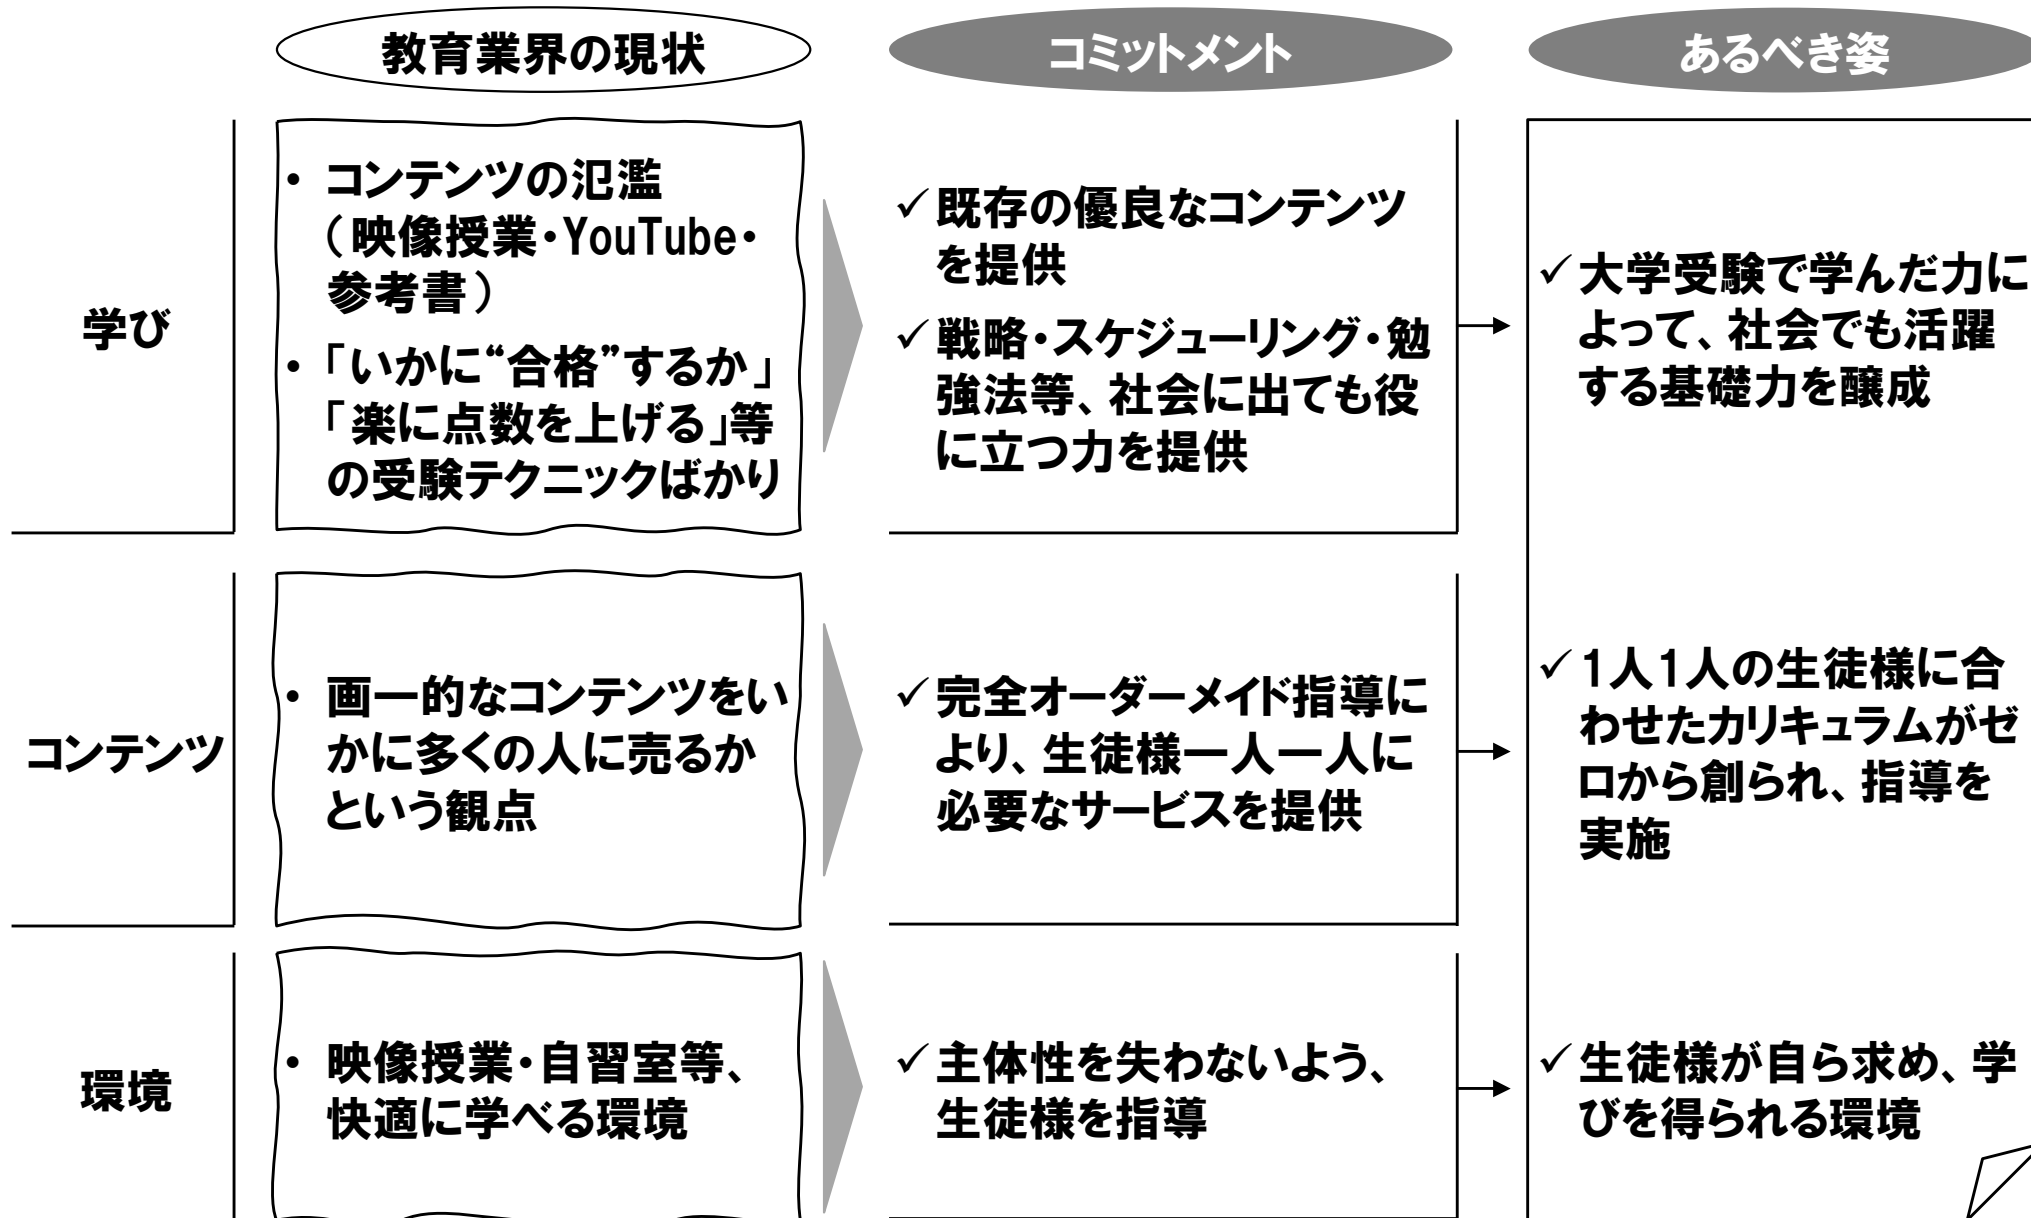 教育業界の現状
コミットメント
あるべき姿
学び
・ コンテンツの氾濫
（映像授業・YouTube・
参考書）
・ 「いかに“合格”するか」
「楽に点数を上げる」等
の受験テクニックばかり
✓ 既存の優良なコンテンツ
を提供
✓ 戦略・スケジューリング・勉
強法等、社会に出ても役
に立つ力を提供
✓ 大学受験で学んだ力に
よって、社会でも活躍
する基礎力を醸成
コンテンツ
・ 画一的なコンテンツをい
かに多くの人に売るか
という観点
✓ 完全オーダーメイド指導に
より、生徒様一人一人に
必要なサービスを提供
✓ 1人1人の生徒様に合
わせたカリキュラムがゼ
ロから創られ、指導を
実施
環境
・ 映像授業・自習室等、
快適に学べる環境
✓ 主体性を失わないよう、
生徒様を指導
✓ 生徒様が自ら求め、学
びを得られる環境